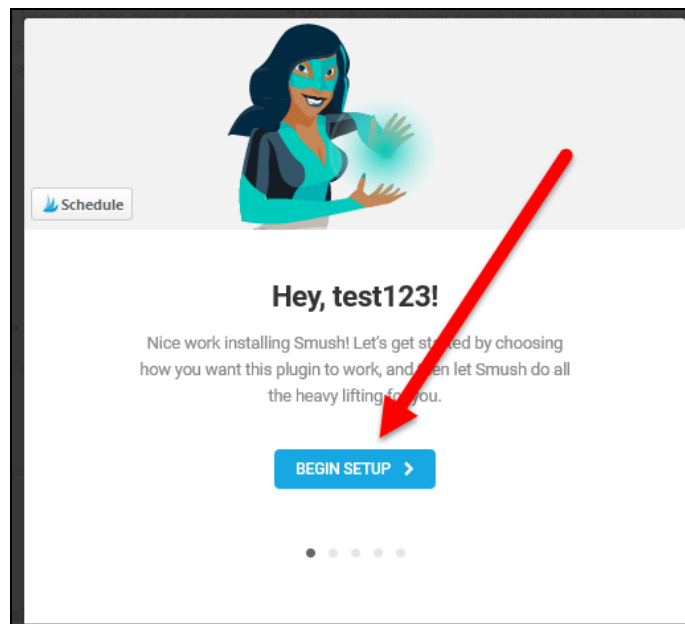 Schedule
Hey, test123!
Nice work installing Smush! Let's get started by choosing
how you want this plugin to work, and then let Smush do all
the heavy lifting for you.
BEGIN SETUP